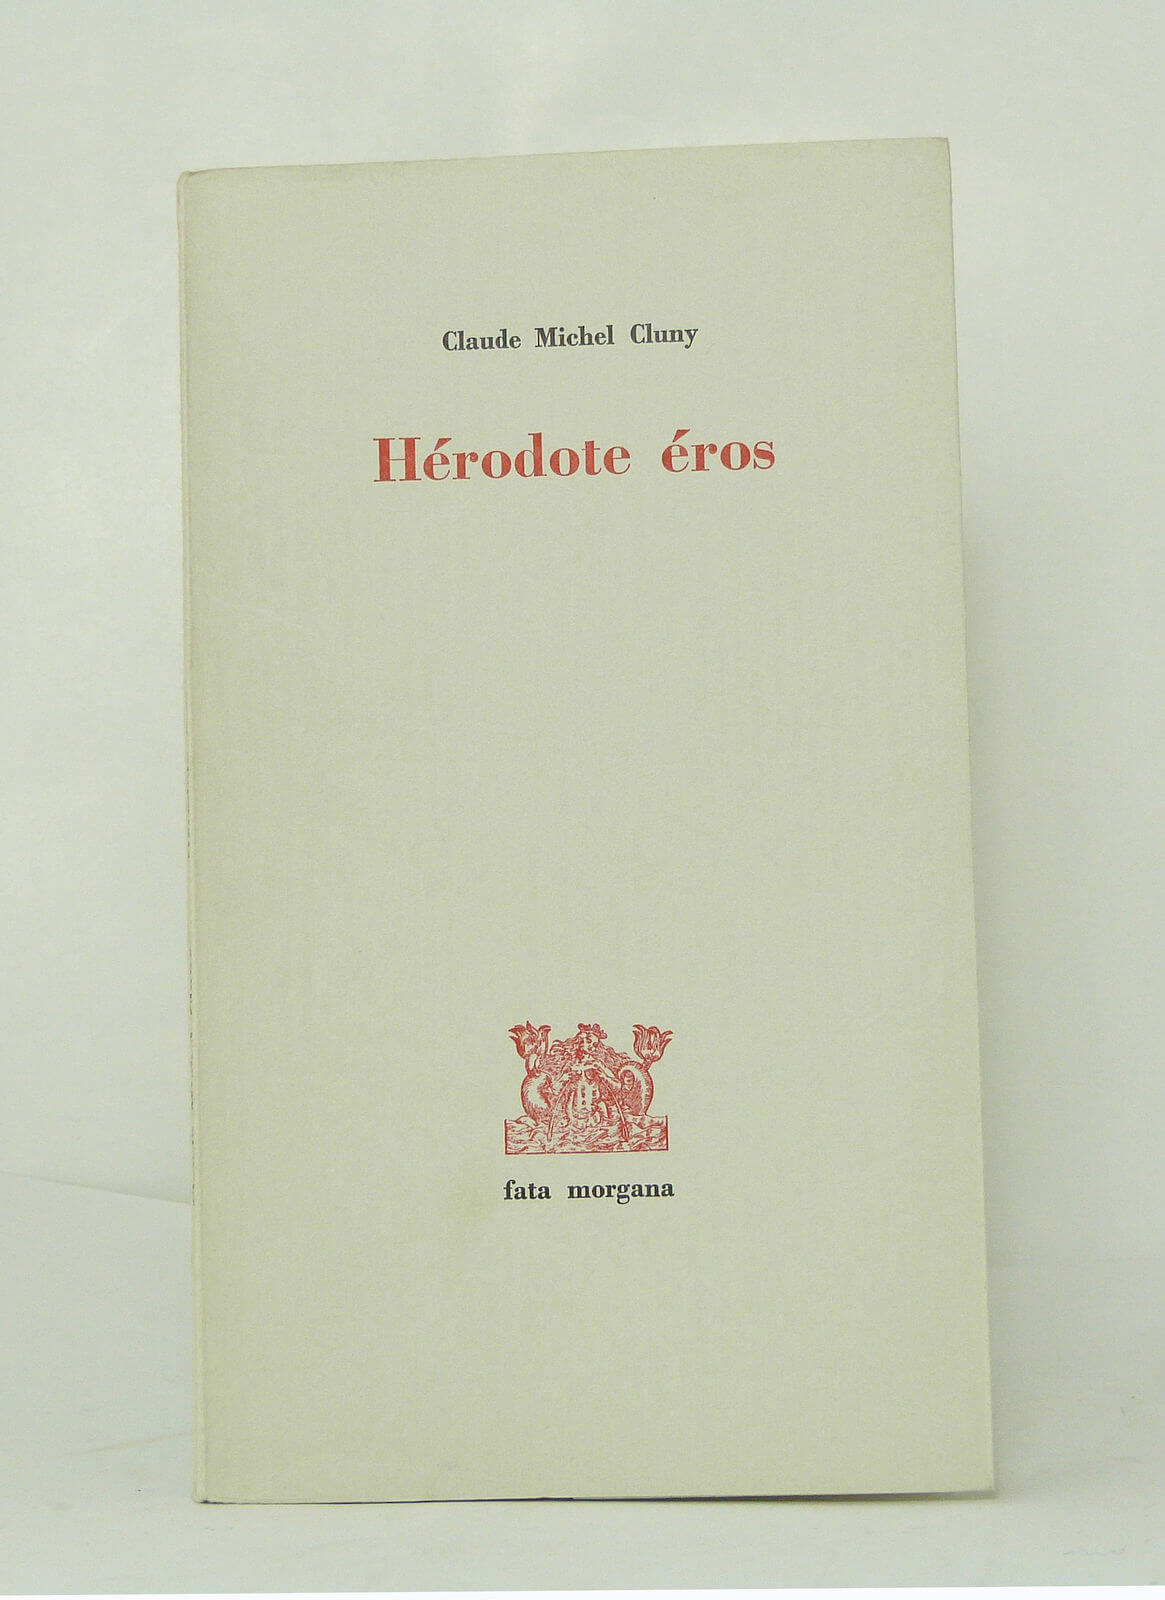 Claude Michel Cluny
Hérodote éros
fata morgana